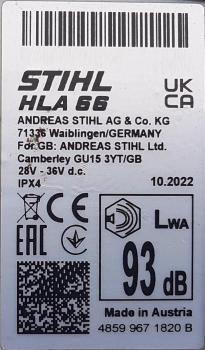 STIHL
HLA 66
UK
CA
ANDREAS STIHL AG & Co. KG
71336 Waiblingen/GERMANY
For GB: ANDREAS STIHL Ltd.
Camberley GU15 3YT/GB
28V - 36V d.c.
IPX4
10.2022
EAC
CE
LWA
93 dB
Made in Austria
4859 967 1820 B